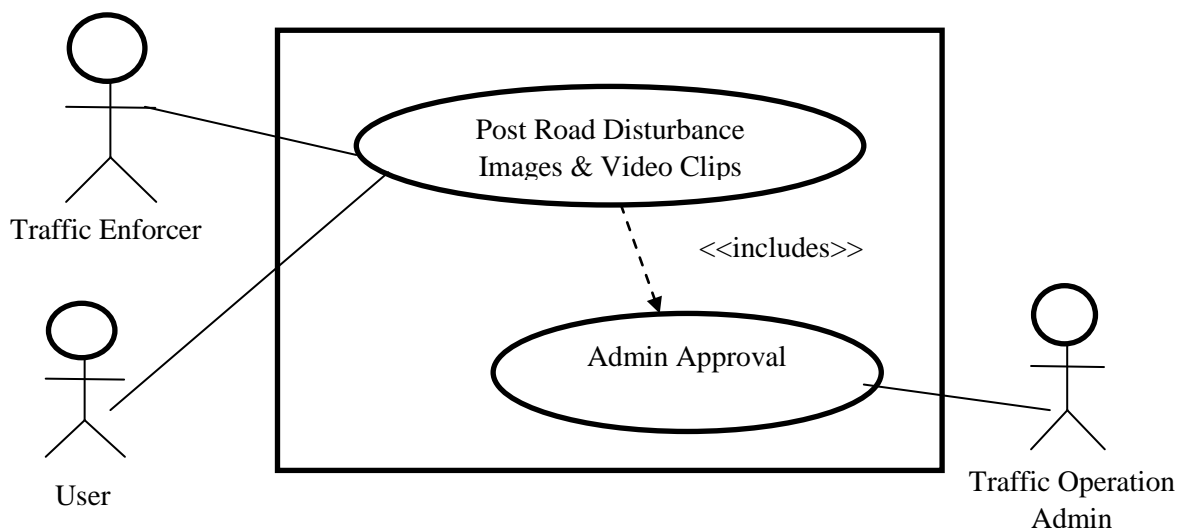 Post Road Disturbance
Images & Video Clips
Traffic Enforcer
<<includes>>
Admin Approval
User
Traffic Operation
Admin